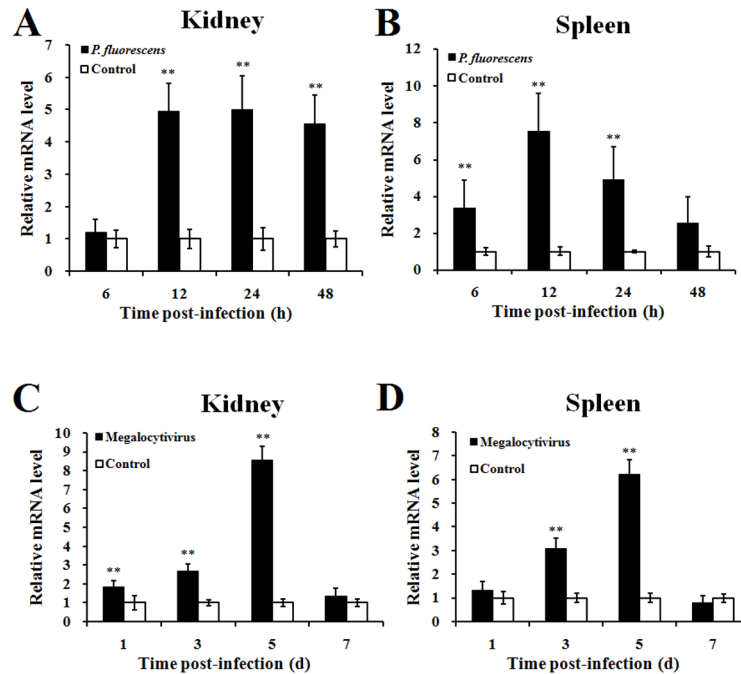 A
Kidney
P. fluorescens
Control
Relative mRNA level
7
6
5
4
3
2
1
0
**
**
**
6 12 24 48
Time post-infection (h)
B
Spleen
P. fluorescens
Control
Relative mRNA level
12
10
8
6
4
2
0
**
**
**
6 12 24 48
Time post-infection (h)
C
Kidney
Megalocytivirus
Control
Relative mRNA level
10
9
8
7
6
5
4
3
2
1
0
**
**
**
1 3 5 7
Time post-infection (d)
D
Spleen
Megalocytivirus
Control
Relative mRNA level
8
7
6
5
4
3
2
1
0
**
**
1 3 5 7
Time post-infection (d)